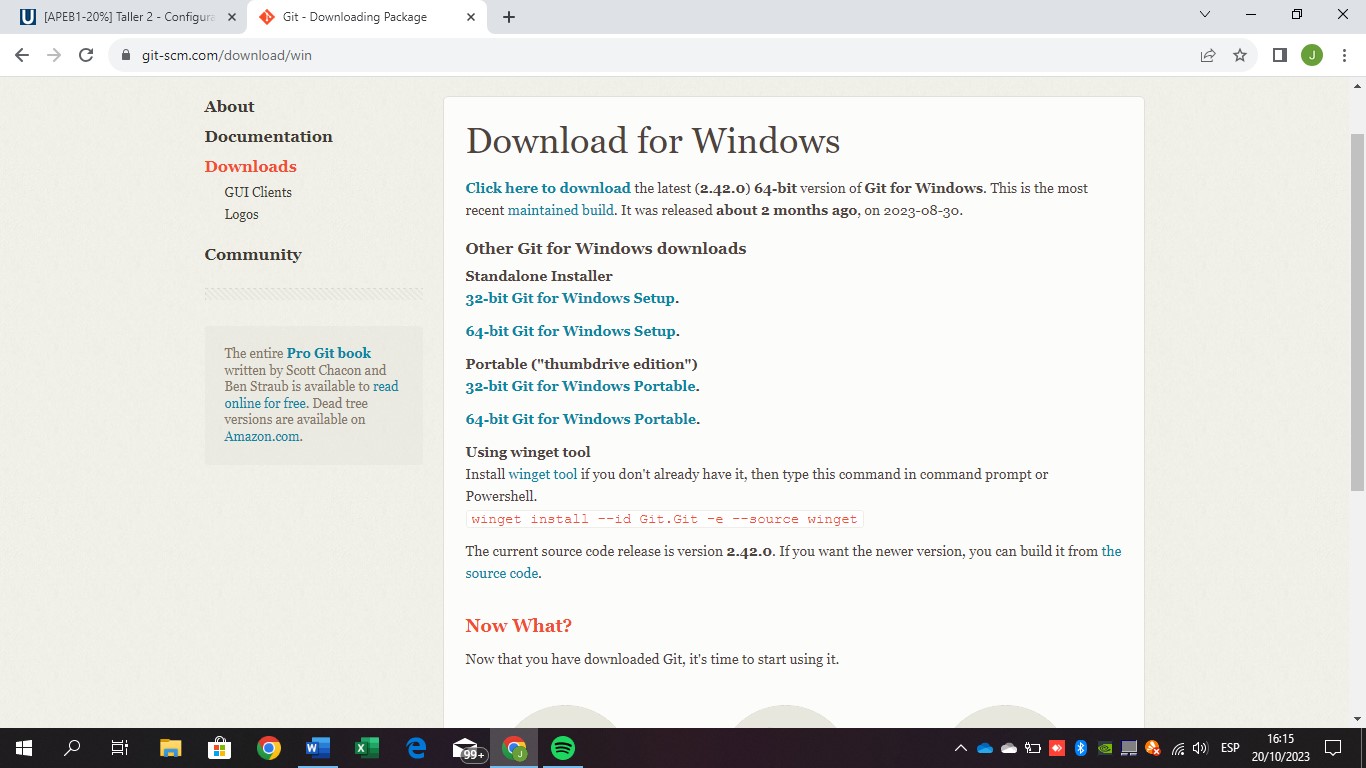 [APEB1-20%] Taller 2 - Configura
Git - Downloading Package
git-scm.com/download/win
J
About
Documentation
Downloads
GUI Clients
Logos
Community
The entire Pro Git book
written by Scott Chacon and
Ben Straub is available to read
online for free. Dead tree
versions are available on
Amazon.com.
Download for Windows
Click here to download the latest (2.42.0) 64-bit version of Git for Windows. This is the most
recent maintained build. It was released about 2 months ago, on 2023-08-30.
Other Git for Windows downloads
Standalone Installer
32-bit Git for Windows Setup.
64-bit Git for Windows Setup.
Portable ("thumbdrive edition")
32-bit Git for Windows Portable.
64-bit Git for Windows Portable.
Using winget tool
Install winget tool if you don't already have it, then type this command in command prompt or
Powershell.
winget install --id Git.Git -e --source winget
The current source code release is version 2.42.0. If you want the newer version, you can build it from the
source code.
Now What?
Now that you have downloaded Git, it's time to start using it.
99+
J
ESP
16:15
20/10/2023